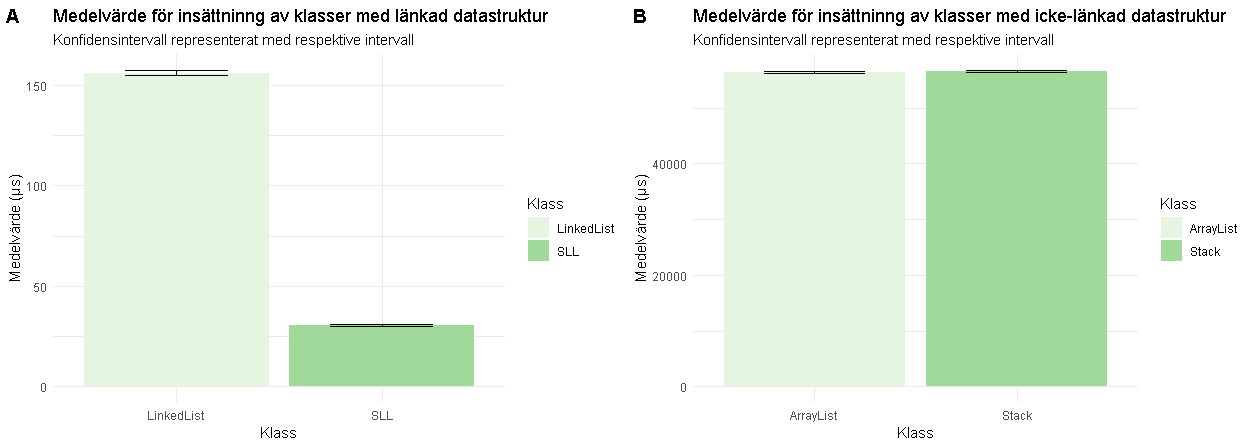 A
Medelvärde för insättninng av klasser med länkad datastruktur
Konfidensintervall representerat med respektive intervall
Medelvärde (µs)
150
100
50
0
LinkedList
SLL
Klass
Klass
LinkedList
SLL
B
Medelvärde för insättninng av klasser med icke-länkad datastruktur
Konfidensintervall representerat med respektive intervall
Medelvärde (µs)
40000
20000
0
ArrayList
Stack
Klass
Klass
ArrayList
Stack